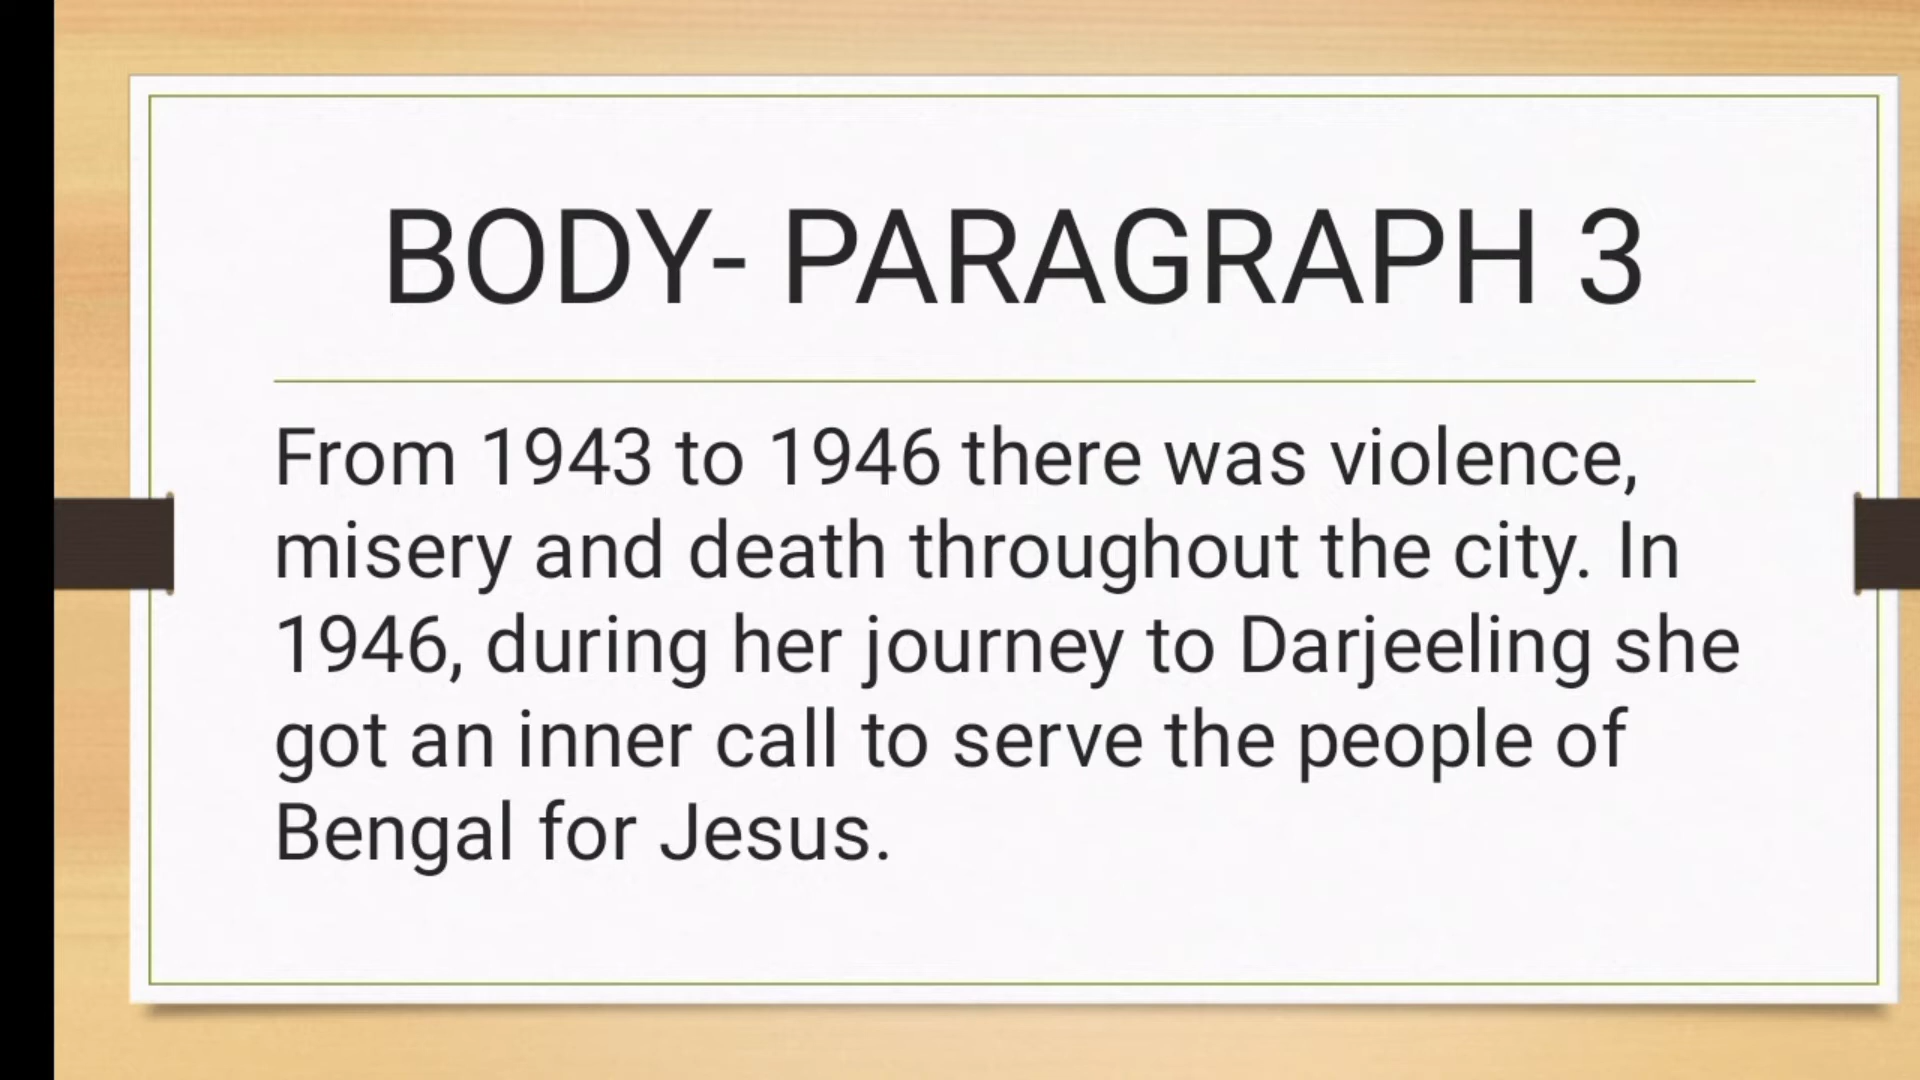 BODY- PARAGRAPH 3
From 1943 to 1946 there was violence,
misery and death throughout the city. In
1946, during her journey to Darjeeling she
got an inner call to serve the people of
Bengal for Jesus.